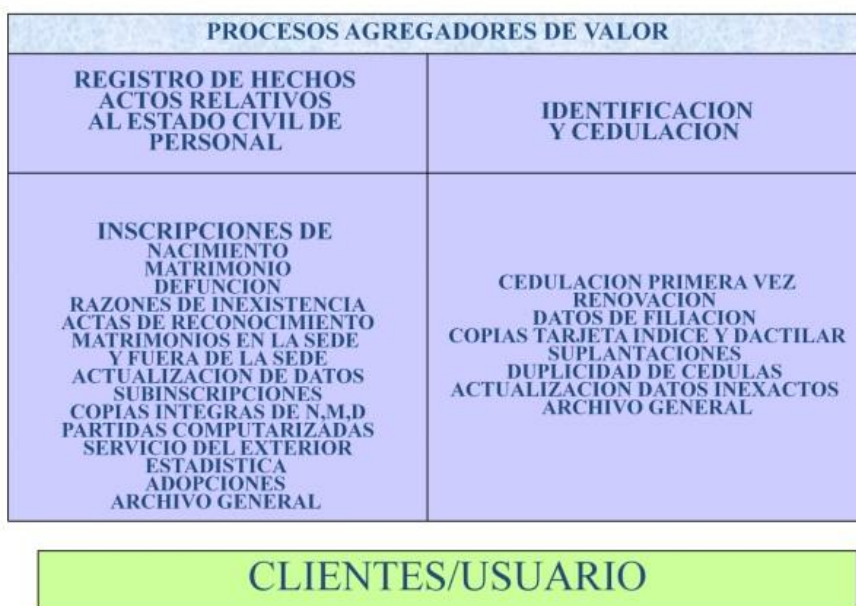 PROCESOS AGREGADORES DE VALOR
REGISTRO DE HECHOS
ACTOS RELATIVOS
AL ESTADO CIVIL DE
PERSONAL
IDENTIFICACION
Y CEDULACION
INSCRIPCIONES DE
NACIMIENTO
MATRIMONIO
DEFUNCION
RAZONES DE INEXISTENCIA
ACTAS DE RECONOCIMIENTO
MATRIMONIOS EN LA SEDE
Y FUERA DE LA SEDE
ACTUALIZACION DE DATOS
SUBINSCRIPCIONES
COPIAS INTEGRAS DE N,M,D
PARTIDAS COMPUTARIZADAS
SERVICIO DEL EXTERIOR
ESTADISTICA
ADOPCIONES
ARCHIVO GENERAL
CEDULACION PRIMERA VEZ
RENOVACION
DATOS DE FILIACION
COPIAS TARJETA INDICE Y DACTILAR
SUPLANTACIONES
DUPLICIDAD DE CEDULAS
ACTUALIZACION DATOS INEXACTOS
ARCHIVO GENERAL
CLIENTES/USUARIO